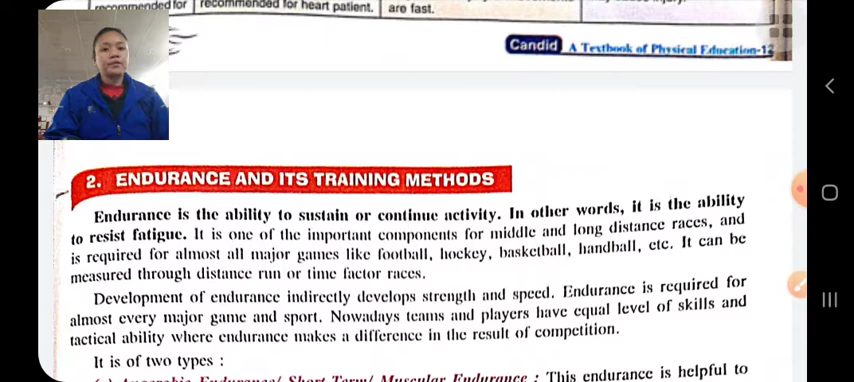 recommended for recommended for heart patient. are fast.
Candid A Textbook of Physical Education-12
2. ENDURANCE AND ITS TRAINING METHODS
Endurance is the ability to sustain or continue activity. In other words, it is the ability
to resist fatigue. It is one of the important components for middle and long distance races, and
is required for almost all major games like football, hockey, basketball, handball, etc. It can be
measured through distance run or time factor races.
Development of endurance indirectly develops strength and speed. Endurance is required for
almost every major game and sport. Nowadays teams and players have equal level of skills and
tactical ability where endurance makes a difference in the result of competition.
It is of two types :
Anaerobic Endurance/ Short Term/ Muscular Endurance : This endurance is helpful to